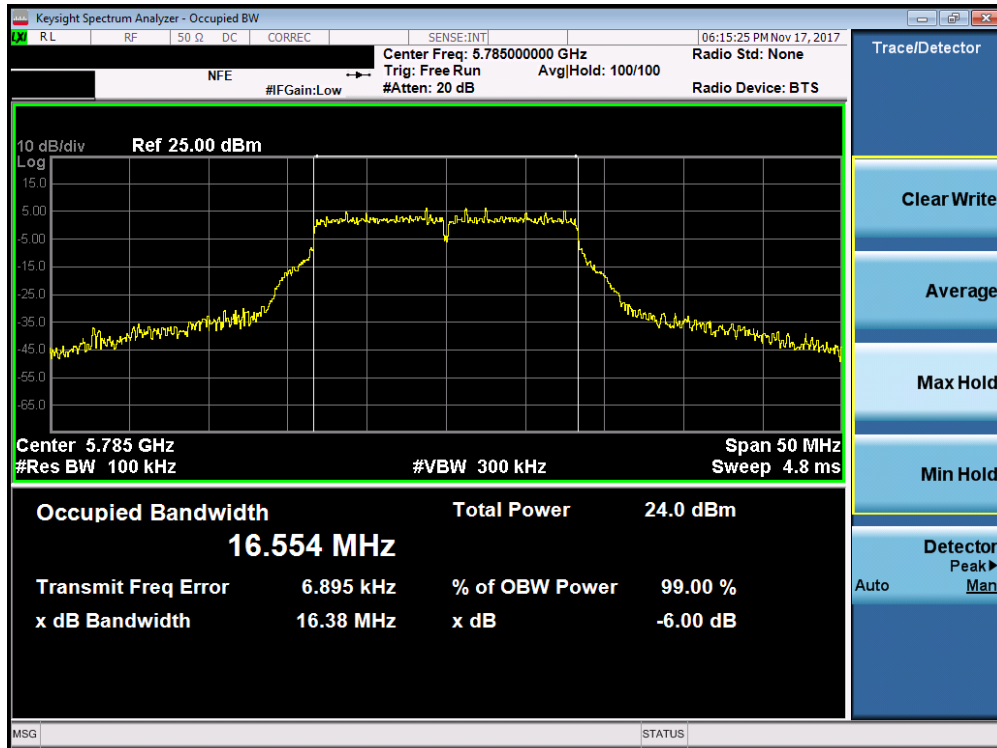 Keysight Spectrum Analyzer - Occupied BW
LXI RL RF 50 Ω DC CORREC SENSE:INT 06:15:25 PM Nov 17, 2017
Center Freq: 5.785000000 GHz Radio Std: None
NFE Trig: Free Run Avg|Hold: 100/100
#IFGain:Low #Atten: 20 dB Radio Device: BTS
Trace/Detector
10 dB/div Ref 25.00 dBm
Log
15.0
5.00
-5.00
-15.0
-25.0
-35.0
-45.0
-55.0
-65.0
Center 5.785 GHz Span 50 MHz
#Res BW 100 kHz #VBW 300 kHz Sweep 4.8 ms
Occupied Bandwidth Total Power 24.0 dBm
16.554 MHz
Transmit Freq Error 6.895 kHz % of OBW Power 99.00 %
x dB Bandwidth 16.38 MHz x dB -6.00 dB
Clear Write
Average
Max Hold
Min Hold
Detector
Peak▶
Auto Man
MSG STATUS